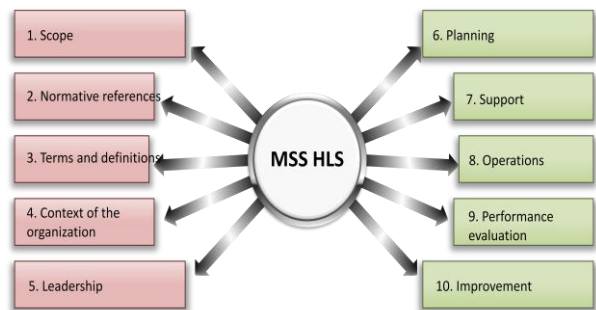 1. Scope
2. Normative references
3. Terms and definitions
4. Context of the
organization
5. Leadership
MSS HLS
6. Planning
7. Support
8. Operations
9. Performance
evaluation
10. Improvement